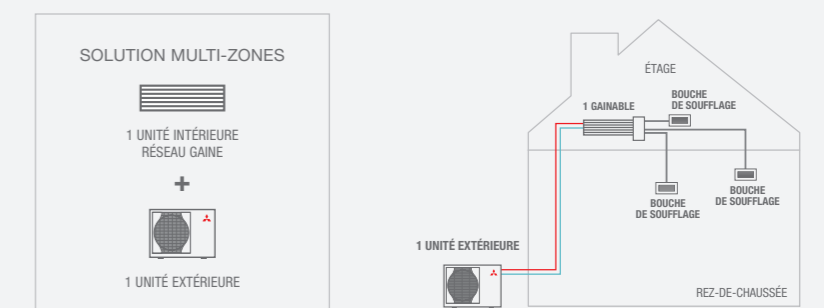 SOLUTION MULTI-ZONES
1 UNITÉ INTÉRIEURE
RÉSEAU GAINE
+
1 UNITÉ EXTÉRIEURE
ÉTAGE
1 GAINABLE
BOUCHE
DE SOUFFLAGE
BOUCHE
DE SOUFFLAGE
BOUCHE
DE SOUFFLAGE
1 UNITÉ EXTÉRIEURE
REZ-DE-CHAUSSÉE